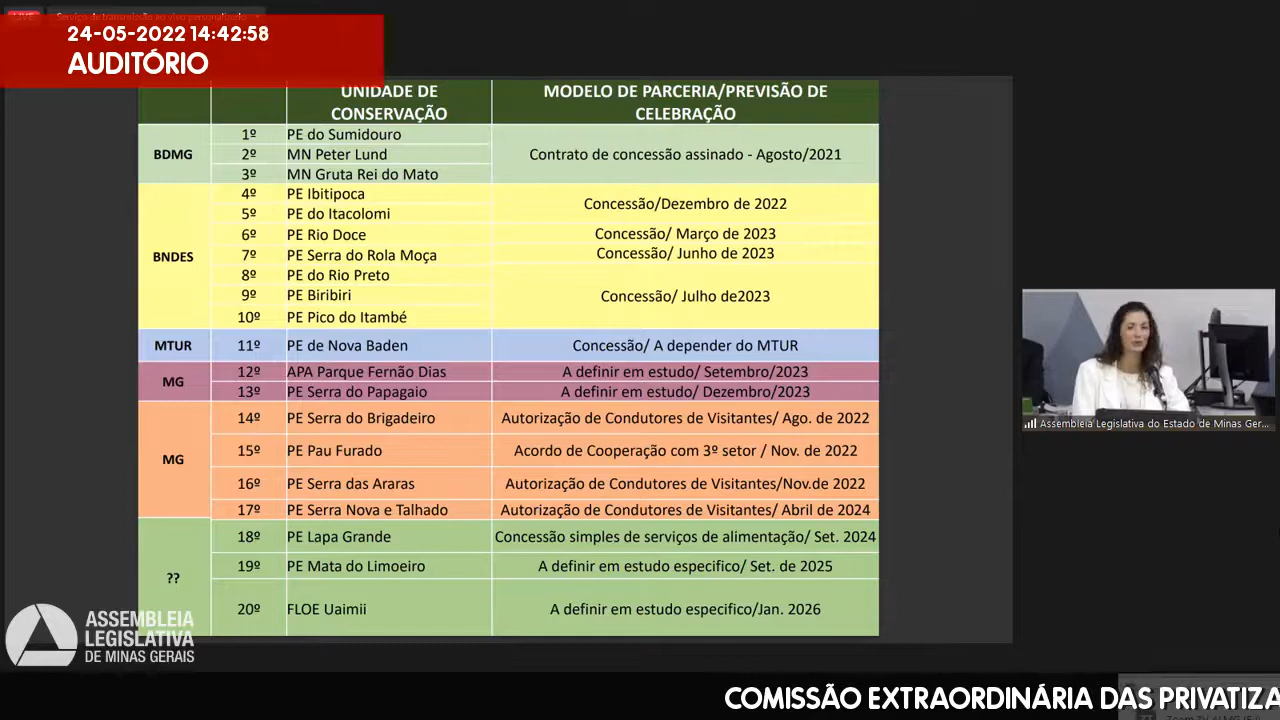 LIVE Serviço de transmissão ao vivo personalizado
24-05-2022 14:42:58
AUDITÓRIO
UNIDADE DE CONSERVAÇÃO MODELO DE PARCERIA/PREVISÃO DE CELEBRAÇÃO
BDMG
1º PE do Sumidouro
2º MN Peter Lund
3º MN Gruta Rei do Mato
Contrato de concessão assinado - Agosto/2021
BNDES
4º PE Ibitipoca
5º PE do Itacolomi
Concessão/Dezembro de 2022
6º PE Rio Doce Concessão/ Março de 2023
7º PE Serra do Rola Moça Concessão/ Junho de 2023
8º PE do Rio Preto
9º PE Biribiri
10º PE Pico do Itambé
Concessão/ Julho de2023
MTUR 11º PE de Nova Baden Concessão/ A depender do MTUR
MG
12º APA Parque Fernão Dias A definir em estudo/ Setembro/2023
13º PE Serra do Papagaio A definir em estudo/ Dezembro/2023
MG
14º PE Serra do Brigadeiro Autorização de Condutores de Visitantes/ Ago. de 2022
15º PE Pau Furado Acordo de Cooperação com 3º setor / Nov. de 2022
16º PE Serra das Araras Autorização de Condutores de Visitantes/Nov.de 2022
17º PE Serra Nova e Talhado Autorização de Condutores de Visitantes/ Abril de 2024
??
18º PE Lapa Grande Concessão simples de serviços de alimentação/ Set. 2024
19º PE Mata do Limoeiro A definir em estudo especifico/ Set. de 2025
20º FLOE Uaimii A definir em estudo especifico/Jan. 2026
Assembleia Legislativa do Estado de Minas Ger...
ASSEMBLEIA
LEGISLATIVA
DE MINAS GERAIS
COMISSÃO EXTRAORDINÁRIA DAS PRIVATIZA